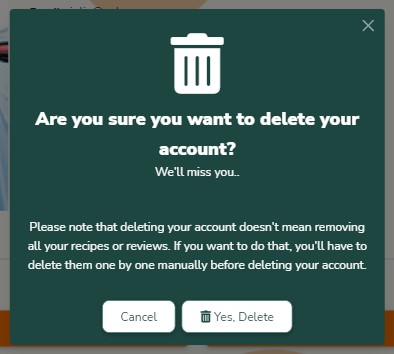 Are you sure you want to delete your
account?
We'll miss you..
Please note that deleting your account doesn't mean removing
all your recipes or reviews. If you want to do that, you'll have to
delete them one by one manually before deleting your account.
Cancel
Yes, Delete